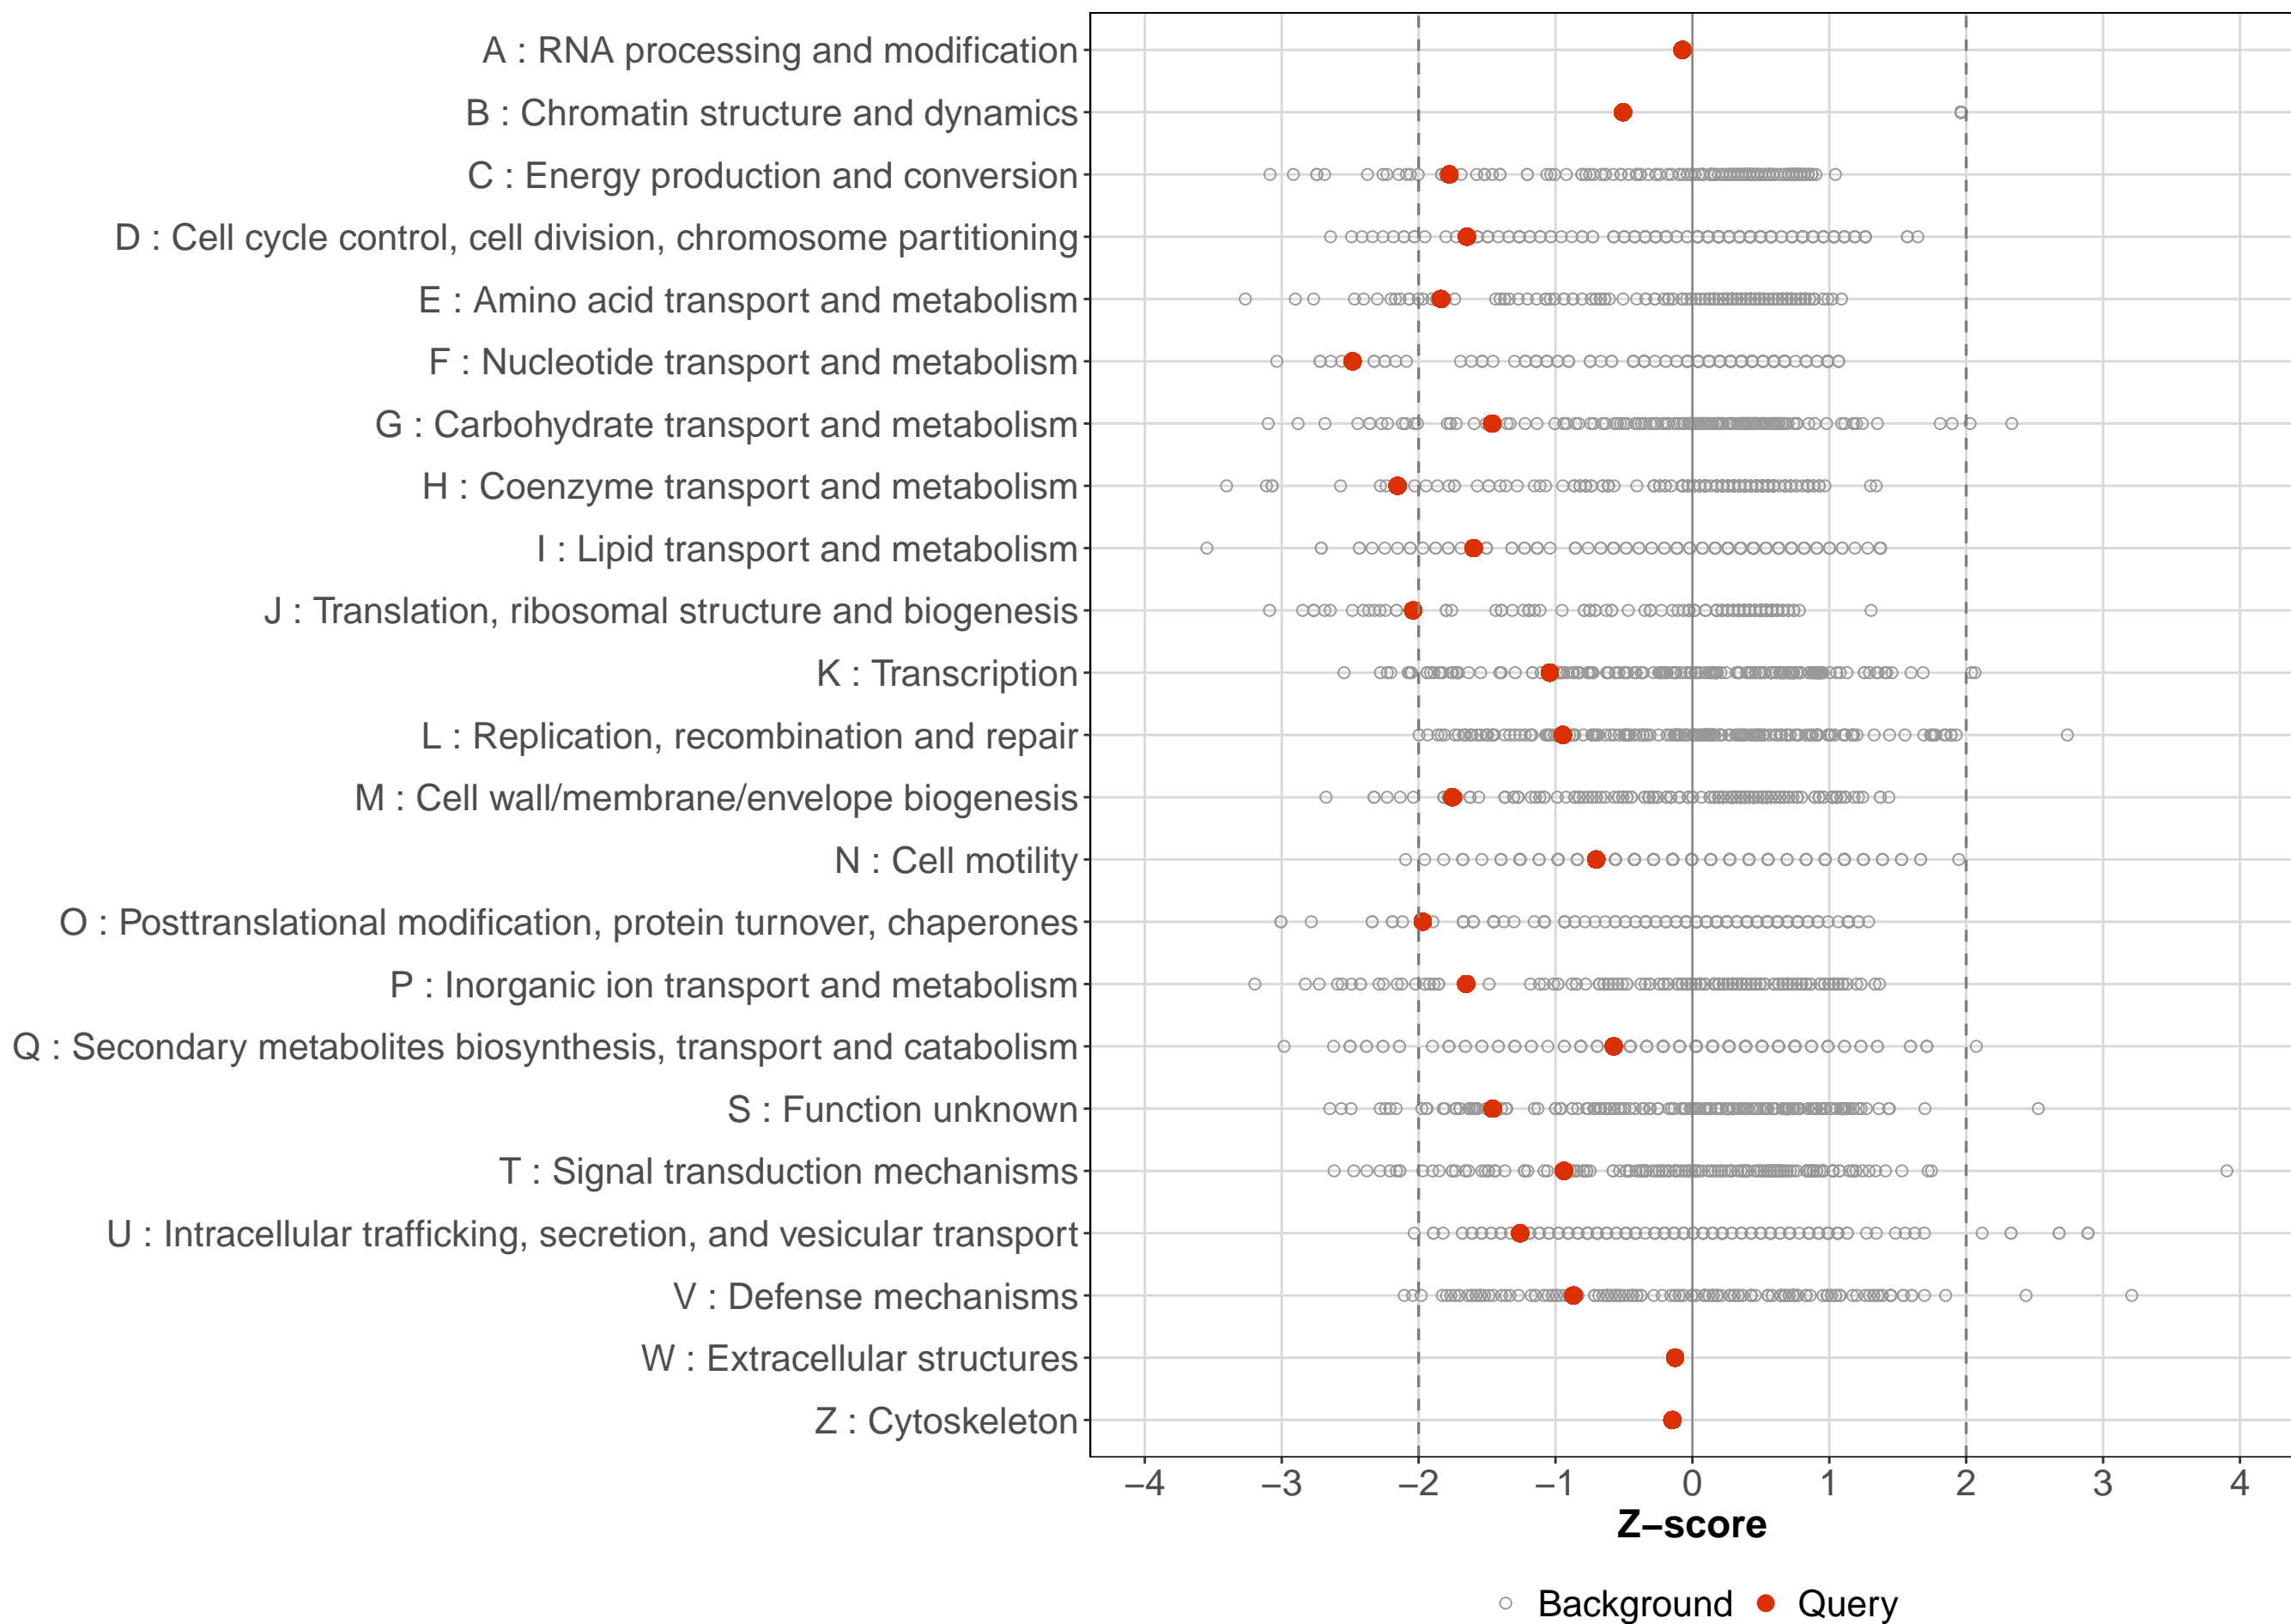 A : RNA processing and modification
B : Chromatin structure and dynamics
C : Energy production and conversion
D : Cell cycle control, cell division, chromosome partitioning
E : Amino acid transport and metabolism
F : Nucleotide transport and metabolism
G : Carbohydrate transport and metabolism
H : Coenzyme transport and metabolism
I : Lipid transport and metabolism
J : Translation, ribosomal structure and biogenesis
K : Transcription
L : Replication, recombination and repair
M : Cell wall/membrane/envelope biogenesis
N : Cell motility
O : Posttranslational modification, protein turnover, chaperones
P : Inorganic ion transport and metabolism
Q : Secondary metabolites biosynthesis, transport and catabolism
S : Function unknown
T : Signal transduction mechanisms
U : Intracellular trafficking, secretion, and vesicular transport
V : Defense mechanisms
W : Extracellular structures
Z : Cytoskeleton
−4 −3 −2 −1 0 1 2 3 4
Z−score
Background Query